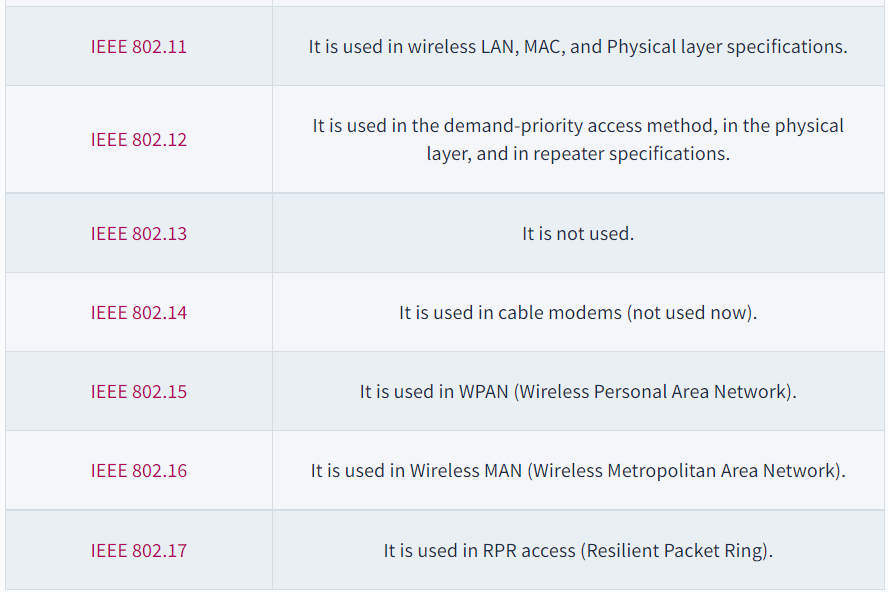 IEEE 802.11
It is used in wireless LAN, MAC, and Physical layer specifications.
IEEE 802.12
It is used in the demand-priority access method, in the physical
layer, and in repeater specifications.
IEEE 802.13
It is not used.
IEEE 802.14
It is used in cable modems (not used now).
IEEE 802.15
It is used in WPAN (Wireless Personal Area Network).
IEEE 802.16
It is used in Wireless MAN (Wireless Metropolitan Area Network).
IEEE 802.17
It is used in RPR access (Resilient Packet Ring).